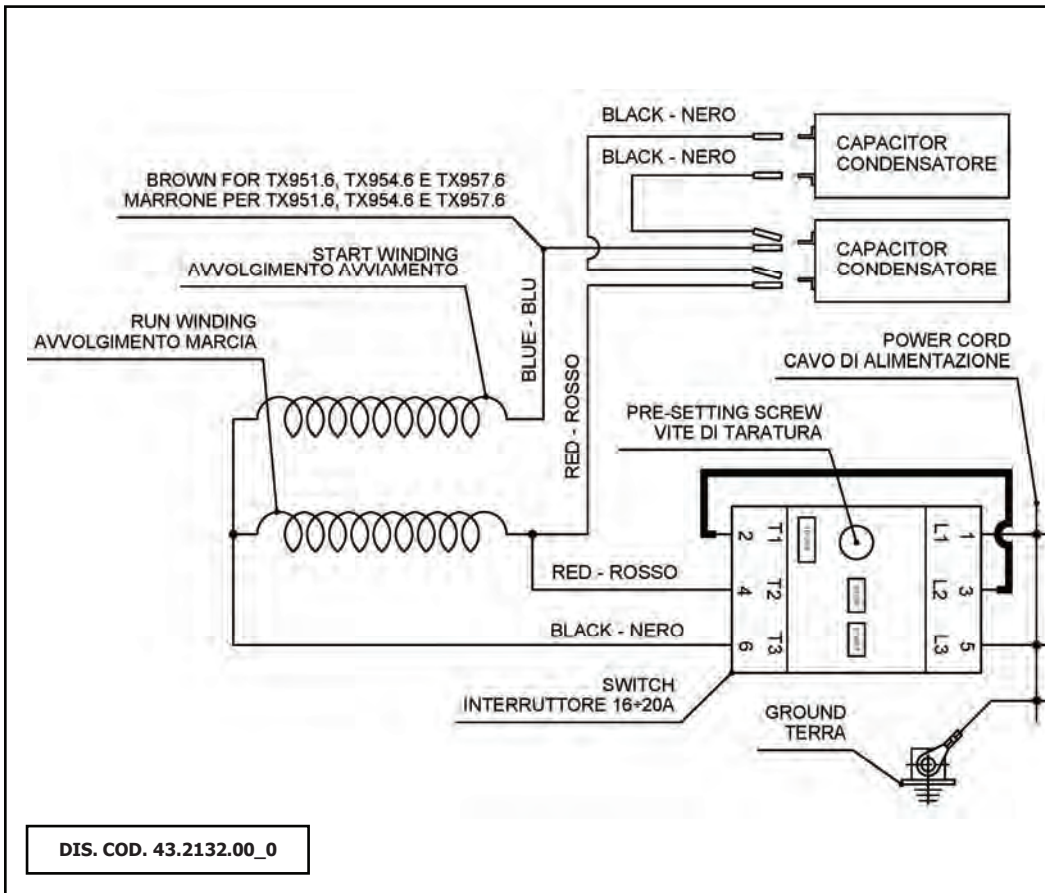 BLACK - NERO
BLACK - NERO
CAPACITOR
CONDENSATORE
BROWN FOR TX951.6, TX954.6 E TX957.6
MARRONE PER TX951.6, TX954.6 E TX957.6
CAPACITOR
CONDENSATORE
START WINDING
AVVOLGIMENTO AVVIAMENTO
RUN WINDING
AVVOLGIMENTO MARCIA
BLUE - BLU
RED - ROSSO
POWER CORD
CAVO DI ALIMENTAZIONE
PRE-SETTING SCREW
VITE DI TARATURA
2 T1
L1 1
RED - ROSSO
4 T2
L2 3
BLACK - NERO
6 T3
L3 5
SWITCH
INTERRUTTORE 16÷20A
GROUND
TERRA
DIS. COD. 43.2132.00_0